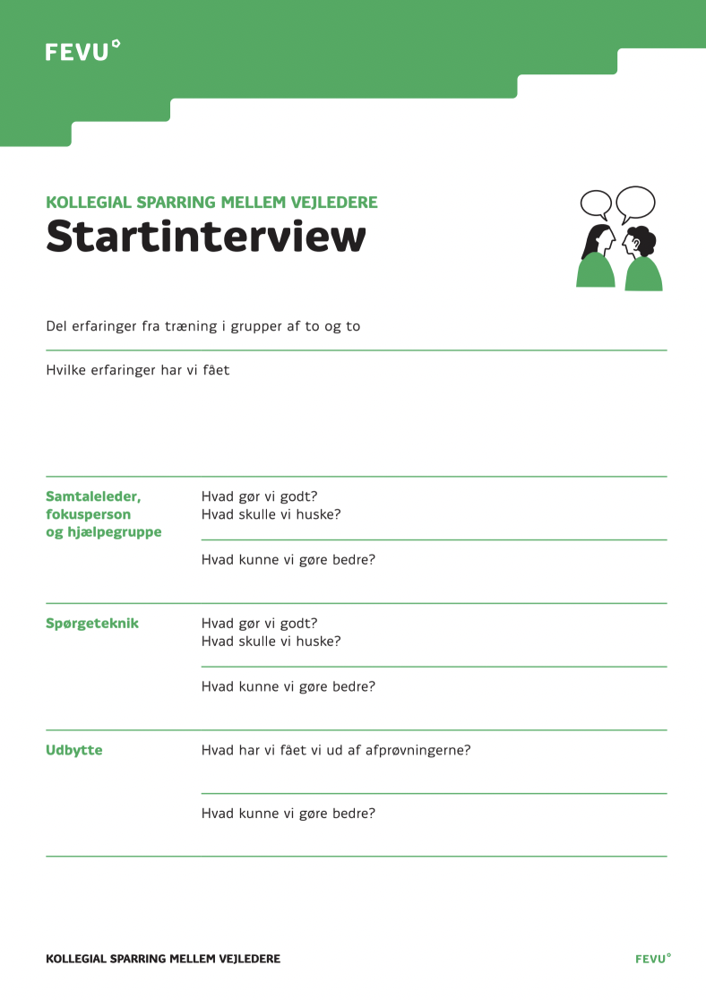 FEVU
KOLLEGIAL SPARRING MELLEM VEJLEDERE
Startinterview
Del erfaringer fra træning i grupper af to og to
Hvilke erfaringer har vi fået
Samtaleleder,
fokusperson
og hjælpegruppe
Hvad gør vi godt?
Hvad skulle vi huske?
Hvad kunne vi gøre bedre?
Spørgeteknik
Hvad gør vi godt?
Hvad skulle vi huske?
Hvad kunne vi gøre bedre?
Udbytte
Hvad har vi fået vi ud af afprøvningerne?
Hvad kunne vi gøre bedre?
KOLLEGIAL SPARRING MELLEM VEJLEDERE
FEVU